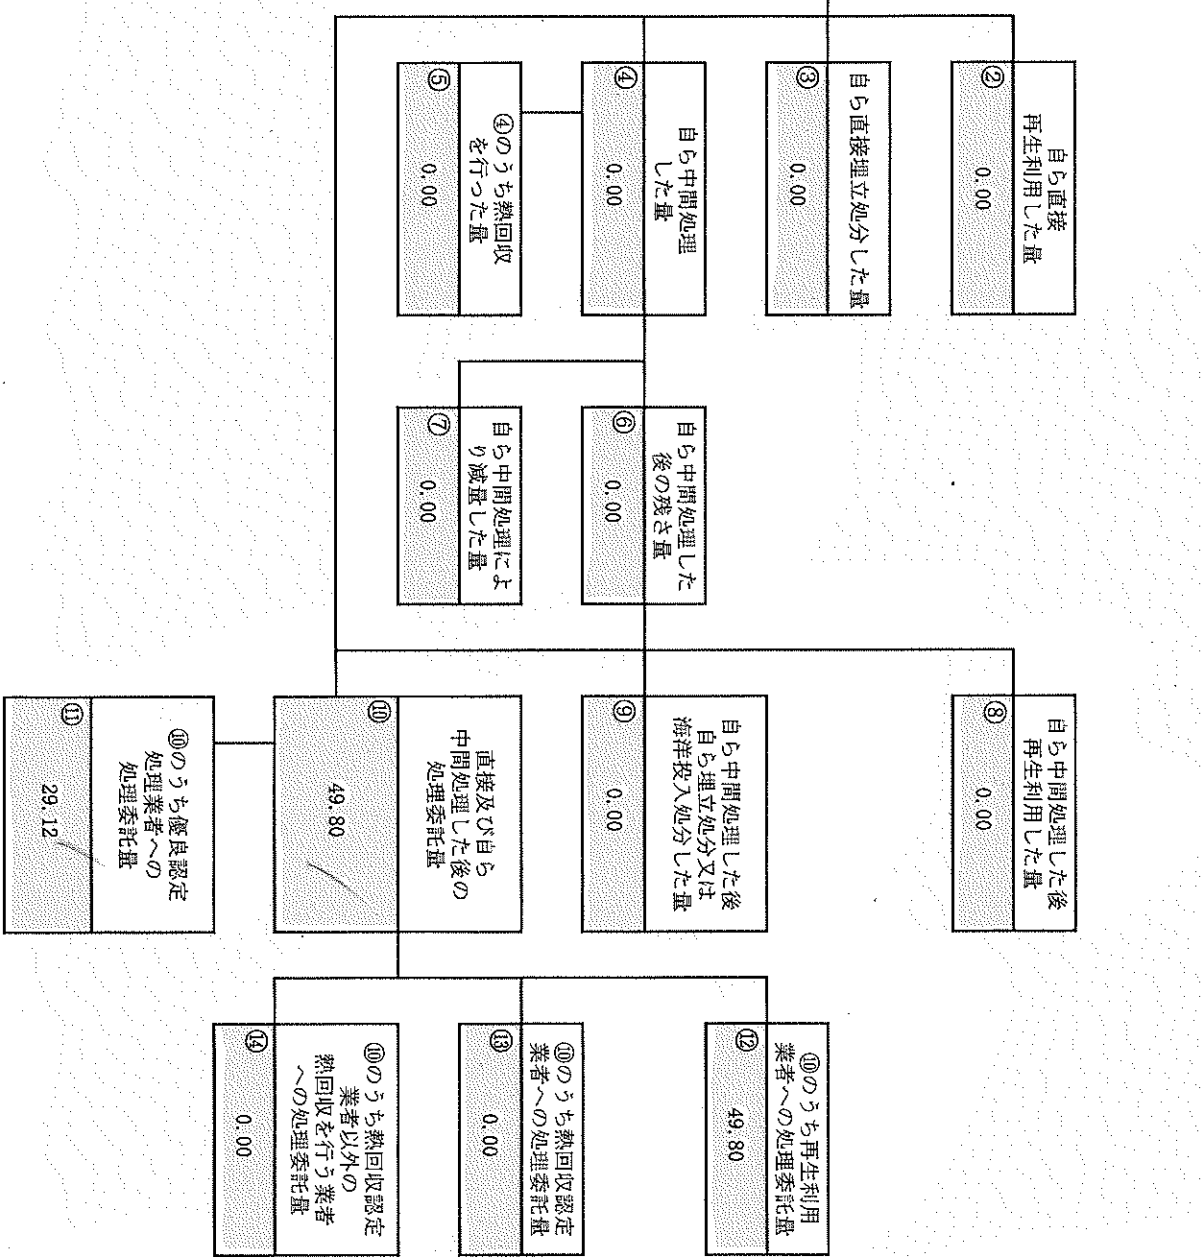 自ら直接
再生利用した量
②
0.00
自ら直接埋立処分した量
③
0.00
自ら中間処理
した量
④
0.00
④のうち熱回収
を行った量
⑤
0.00
自ら中間処理した
後の残さ量
⑥
0.00
自ら中間処理によ
り減量した量
⑦
0.00
自ら中間処理した後
再生利用した量
⑧
0.00
自ら中間処理した後
自ら埋立処分又は
海洋投入処分した量
⑨
0.00
直接及び自ら
中間処理した後の
処理委託量
⑩
49.80
⑩のうち優良認定
処理業者への
処理委託量
⑪
29.12
⑩のうち再生利用
業者への処理委託量
⑫
49.80
⑩のうち熱回収認定
業者への処理委託量
⑬
0.00
⑩のうち熱回収認定
業者以外の
熱回収を行う業者
への処理委託量
⑭
0.00